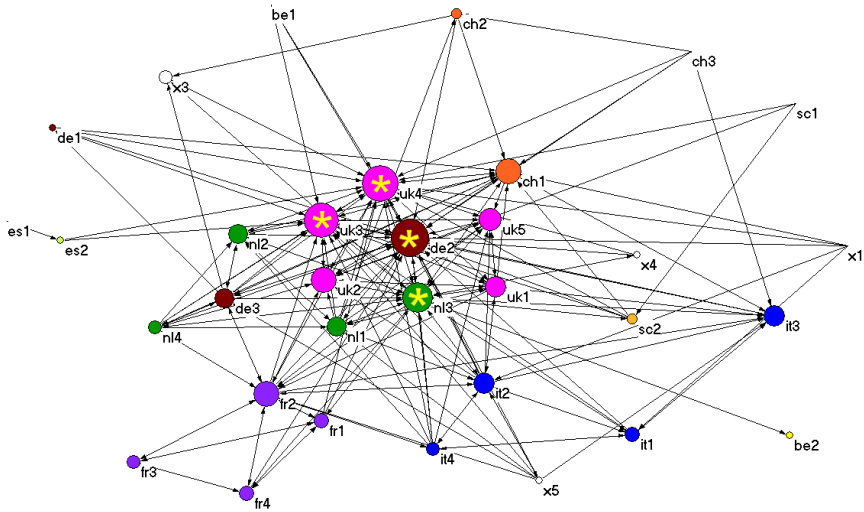 be1
ch2
ch3
x3
sc1
de1
ch1
uk4
es1
uk3
uk5
nl2
de2
es2
x1
x4
uk2
uk1
de3
nl3
sc2
it3
nl4
nl1
it2
fr2
fr1
it1
be2
it4
fr3
x5
fr4